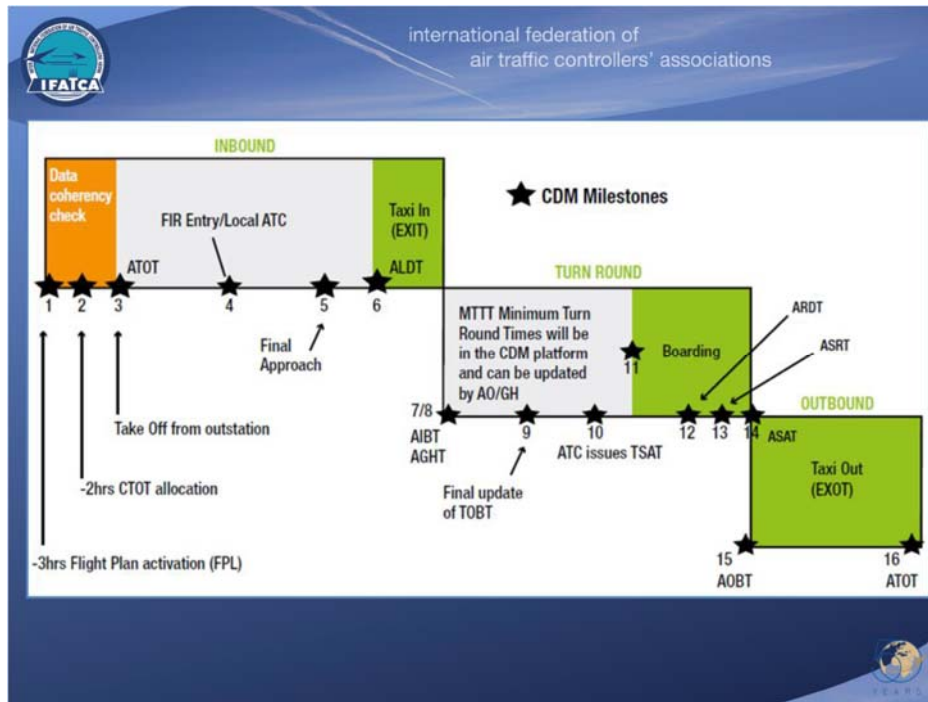 international federation of
air traffic controllers' associations
IFATCA
INBOUND
Data
coherency
check
FIR Entry/Local ATC
Taxi In
(EXIT)
CDM Milestones
ATOT
ALDT
1
2
3
4
5
6
TURN ROUND
Final
Approach
MTTT Minimum Turn
Round Times will be
in the CDM platform
and can be updated
by AO/GH
Boarding
11
ARDT
ASRT
Take Off from outstation
7/8
AIBT
AGHT
9
10
12
13
14
ATC issues TSAT
ASAT
OUTBOUND
-2hrs CTOT allocation
Final update
of TOBT
Taxi Out
(EXOT)
-3hrs Flight Plan activation (FPL)
15
AOBT
16
ATOT
YEARS